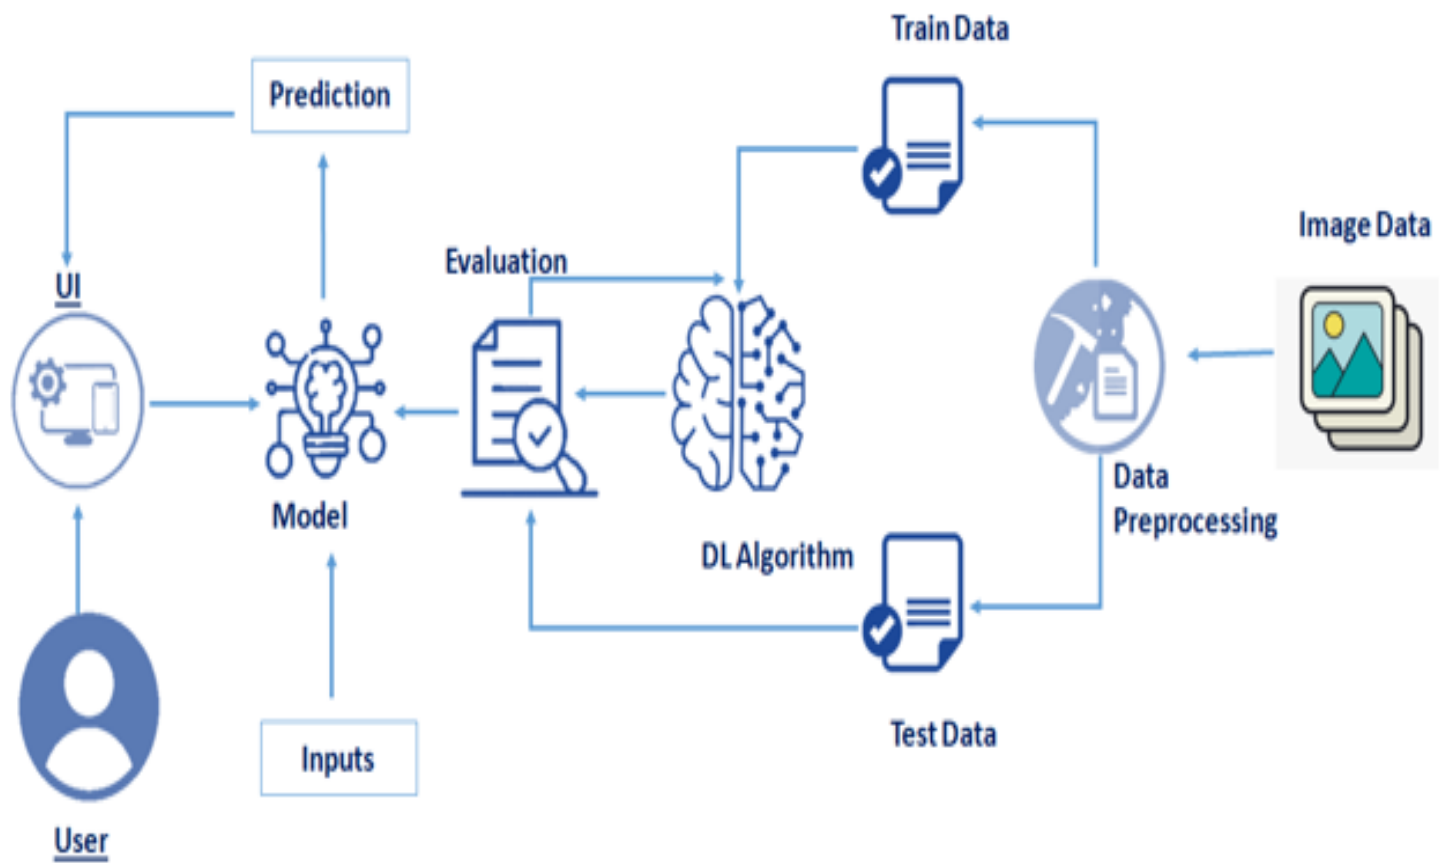 Train Data
Prediction
Image Data
Evaluation
UI
Data
Preprocessing
Model
DL Algorithm
Test Data
Inputs
User